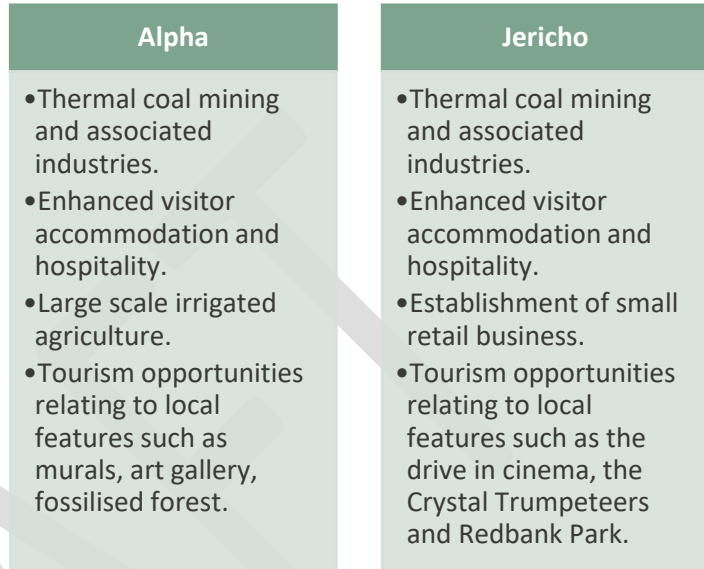 Alpha
•Thermal coal mining
and associated
industries.
•Enhanced visitor
accommodation and
hospitality.
•Large scale irrigated
agriculture.
•Tourism opportunities
relating to local
features such as
murals, art gallery,
fossilised forest.
Jericho
•Thermal coal mining
and associated
industries.
•Enhanced visitor
accommodation and
hospitality.
•Establishment of small
retail business.
•Tourism opportunities
relating to local
features such as the
drive in cinema, the
Crystal Trumpeters
and Redbank Park.